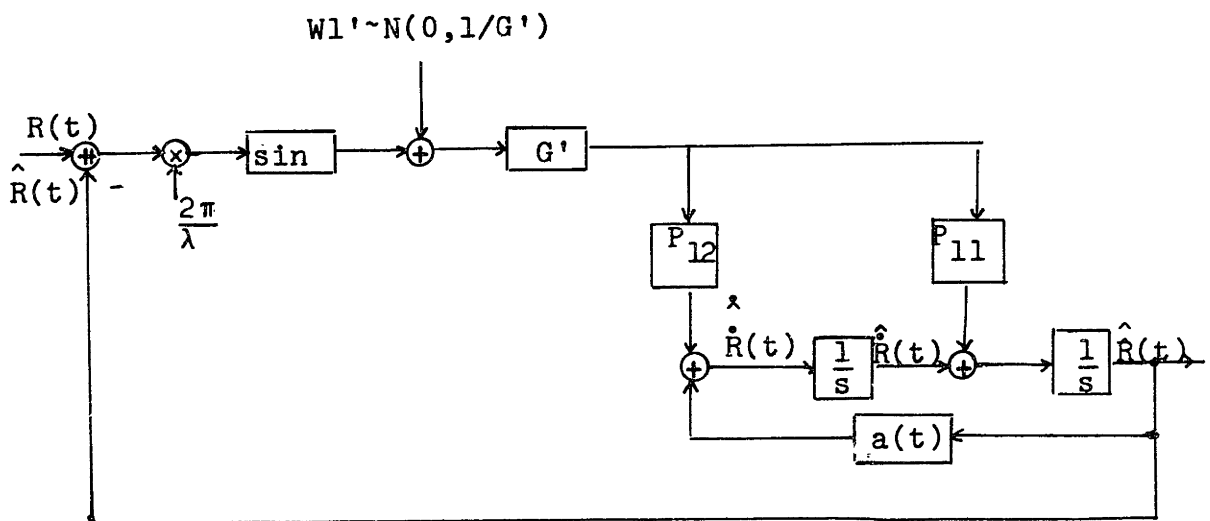 W1'~N(0,1/G')
R(t)
+
×
sin
+
G'
R̂(t)
-
2π
λ
P12
P11
Ṙ̂(t)
1
s
Ṙ̂(t)
+
1
s
R̂(t)
+
a(t)